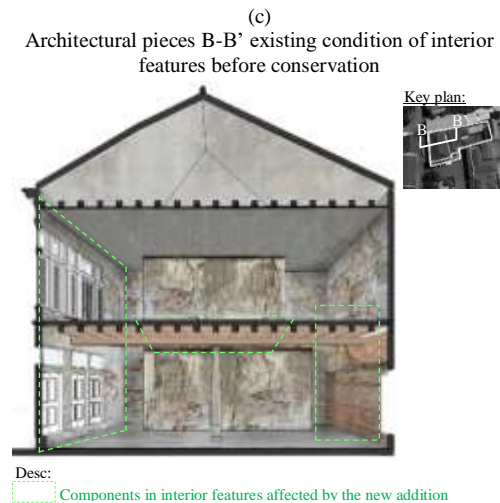 (c)
Architectural pieces B-B’ existing condition of interior
features before conservation
Key plan:
B
B'
Desc:
Components in interior features affected by the new addition